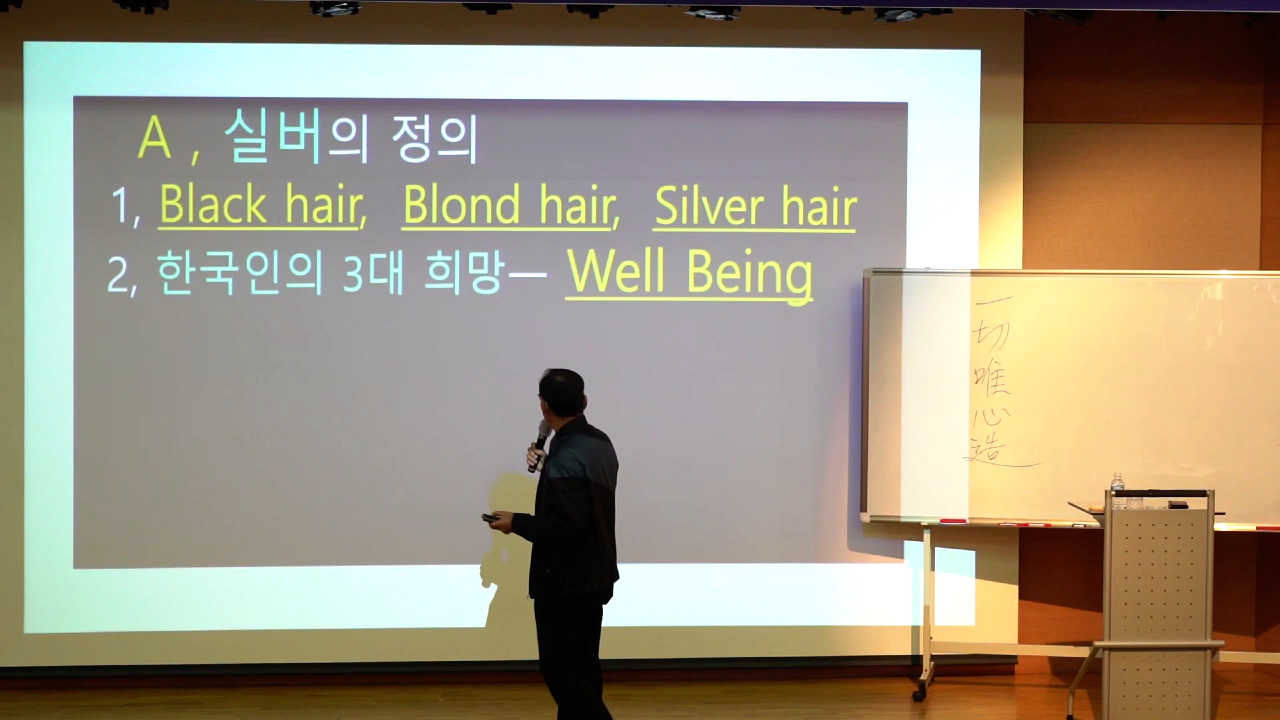 A , 실버의 정의
1, Black hair, Blond hair, Silver hair
2, 한국인의 3대 희망— Well Being
一切唯心造